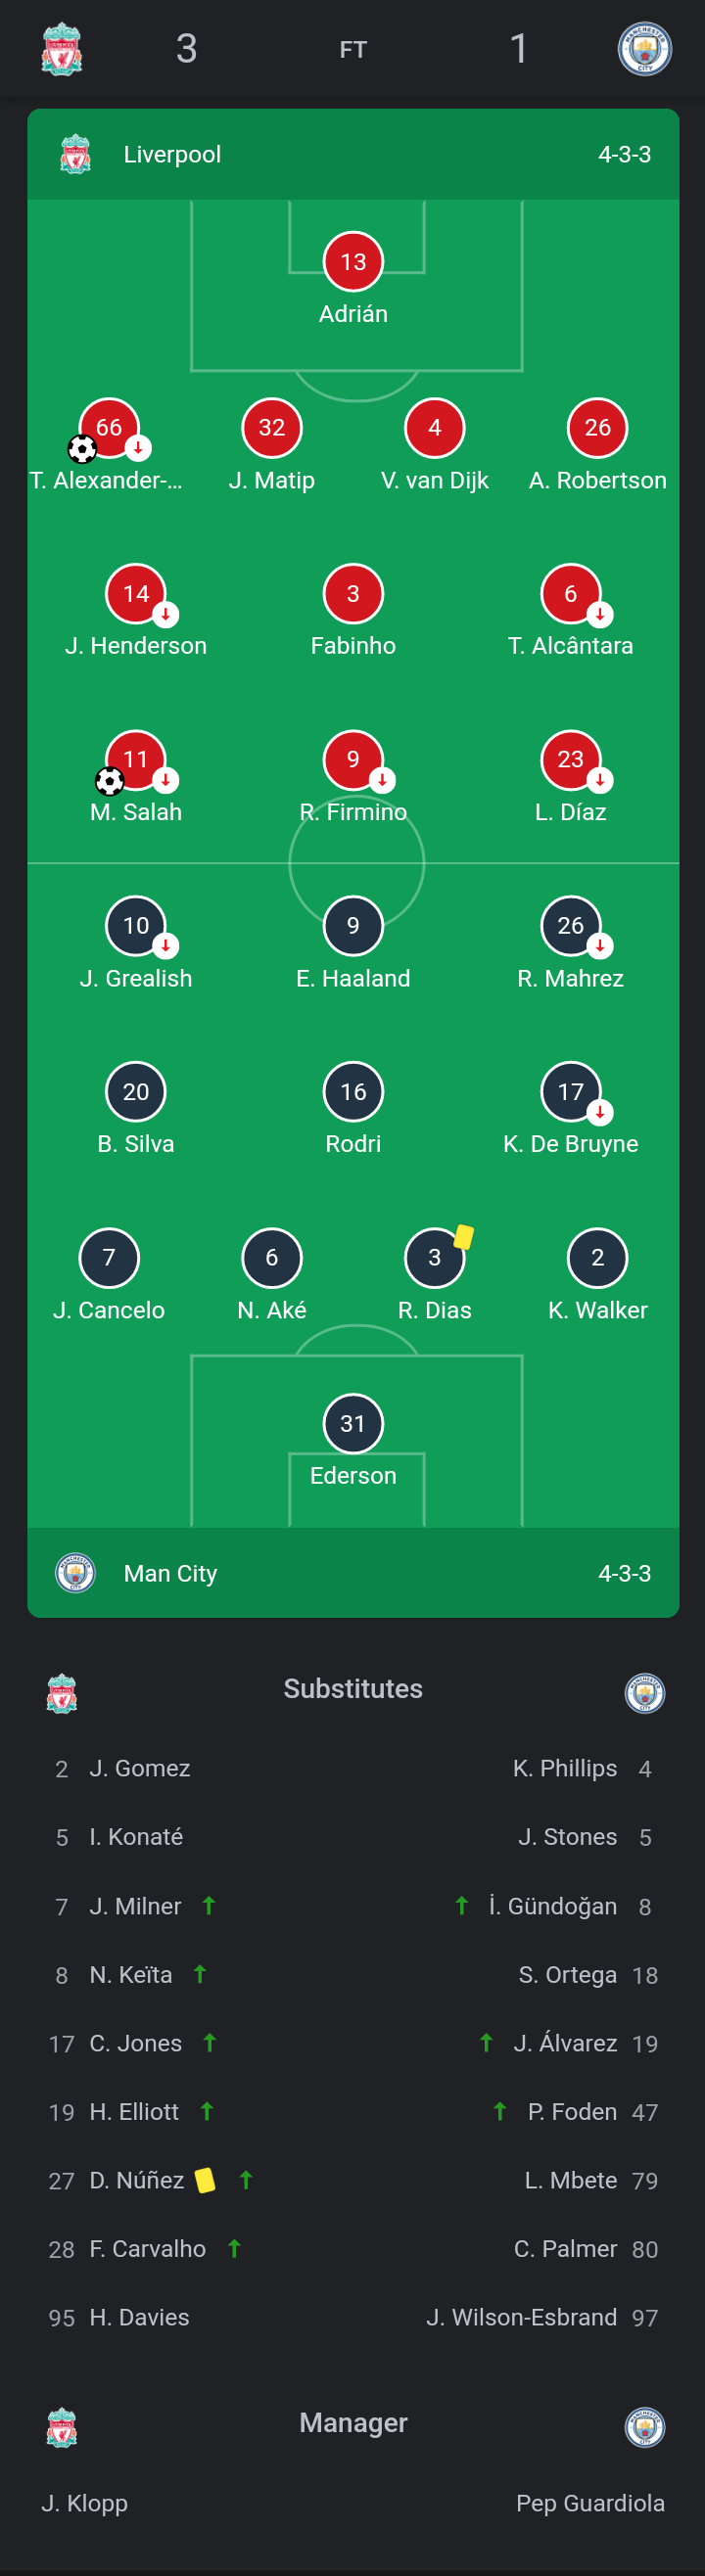 3 FT 1
Liverpool 4-3-3
13
Adrián
66 32 4 26
T. Alexander-... J. Matip V. van Dijk A. Robertson
14 3 6
J. Henderson Fabinho T. Alcântara
11 9 23
M. Salah R. Firmino L. Díaz
10 9 26
J. Grealish E. Haaland R. Mahrez
20 16 17
B. Silva Rodri K. De Bruyne
7 6 3 2
J. Cancelo N. Aké R. Dias K. Walker
31
Ederson
Man City 4-3-3
Substitutes
2 J. Gomez K. Phillips 4
5 I. Konaté J. Stones 5
7 J. Milner İ. Gündoğan 8
8 N. Keïta S. Ortega 18
17 C. Jones J. Álvarez 19
19 H. Elliott P. Foden 47
27 D. Núñez L. Mbete 79
28 F. Carvalho C. Palmer 80
95 H. Davies J. Wilson-Esbrand 97
Manager
J. Klopp Pep Guardiola